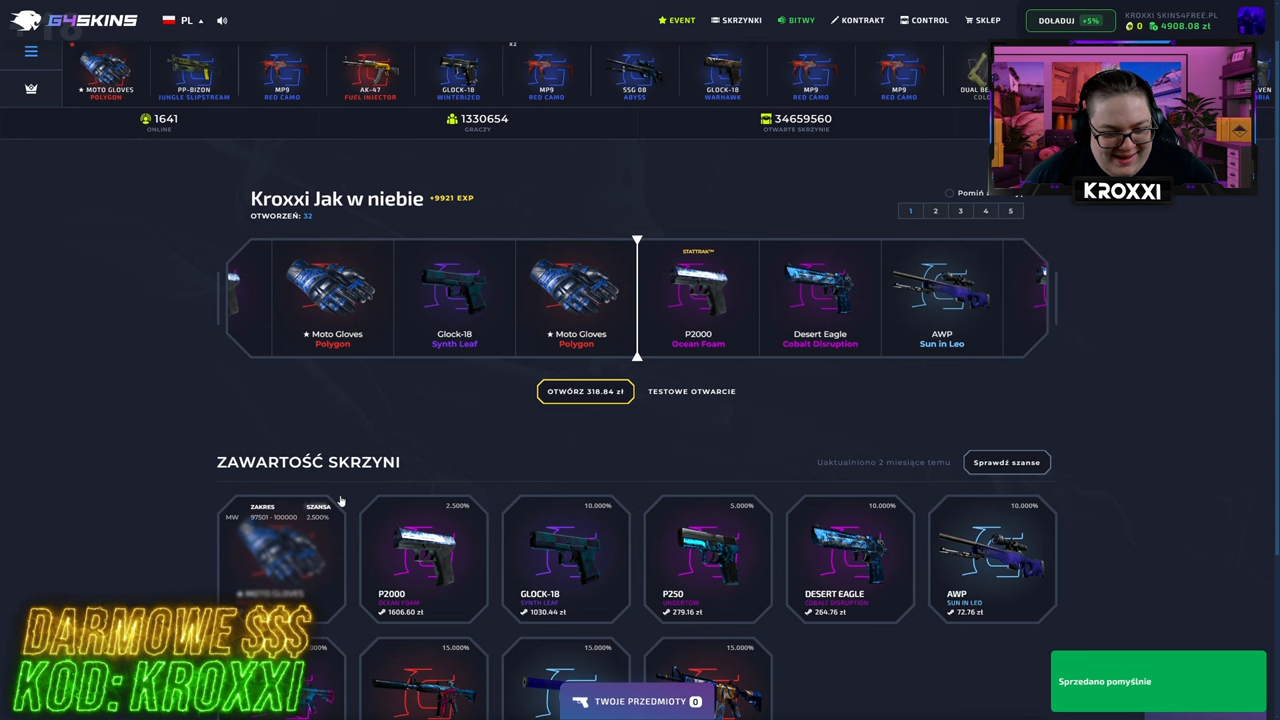 G4SKINS
PL
EVENT
SKRZYNKI
BITWY
KONTRAKT
CONTROL
SKLEP
DOŁADUJ +5%
KROXXI SKINS4FREE.PL
0 4908.08 zł
★ MOTO GLOVES
POLYGON
PP-BIZON
JUNGLE SLIPSTREAM
MP9
RED CAMO
AK-47
FUEL INJECTOR
GLOCK-18
WINTERIZED
X2
MP9
RED CAMO
SSG 08
ABYSS
GLOCK-18
WARHAWK
MP9
RED CAMO
MP9
RED CAMO
1641
ONLINE
1330654
GRACZY
34659560
OTWARTE SKRZYNIE
KROXXI
Kroxxi Jak w niebie +9921 EXP
OTWORZEŃ: 32
1 2 3 4 5
★ Moto Gloves
Polygon
Glock-18
Synth Leaf
★ Moto Gloves
Polygon
STATTRAK™
P2000
Ocean Foam
Desert Eagle
Cobalt Disruption
AWP
Sun in Leo
OTWÓRZ 318.84 zł
TESTOWE OTWARCIE
ZAWARTOŚĆ SKRZYNI
Uaktualniono 2 miesiące temu
Sprawdź szanse
ZAKRES SZANSA
MW 97501 - 100000 2.500%
★ MOTO GLOVES
2.500%
P2000
OCEAN FOAM
1606.60 zł
10.000%
GLOCK-18
SYNTH LEAF
1030.44 zł
5.000%
P250
UNDERTOW
279.16 zł
10.000%
DESERT EAGLE
COBALT DISRUPTION
264.76 zł
10.000%
AWP
SUN IN LEO
72.76 zł
15.000%
15.000%
15.000%
DARMOWE $$$
KOD: KROXXI
TWOJE PRZEDMIOTY 0
Sprzedano pomyślnie